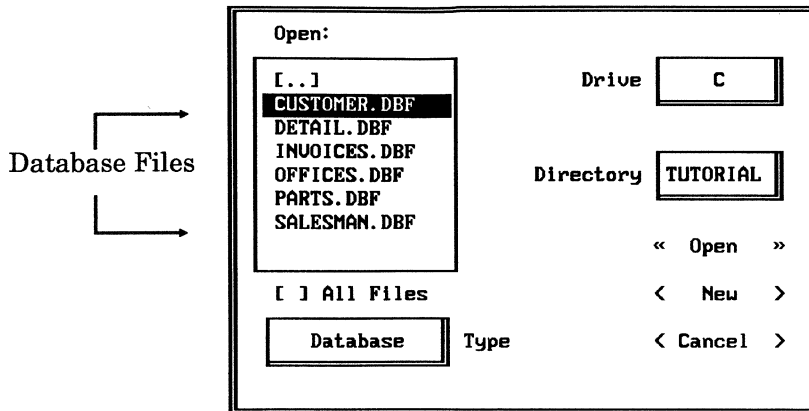 Open:
[..]
CUSTOMER.DBF
DETAIL.DBF
INVOICES.DBF
OFFICES.DBF
PARTS.DBF
SALESMAN.DBF
[ ] All Files
Database Type
Drive C
Directory TUTORIAL
« Open »
< New >
< Cancel >
Database Files